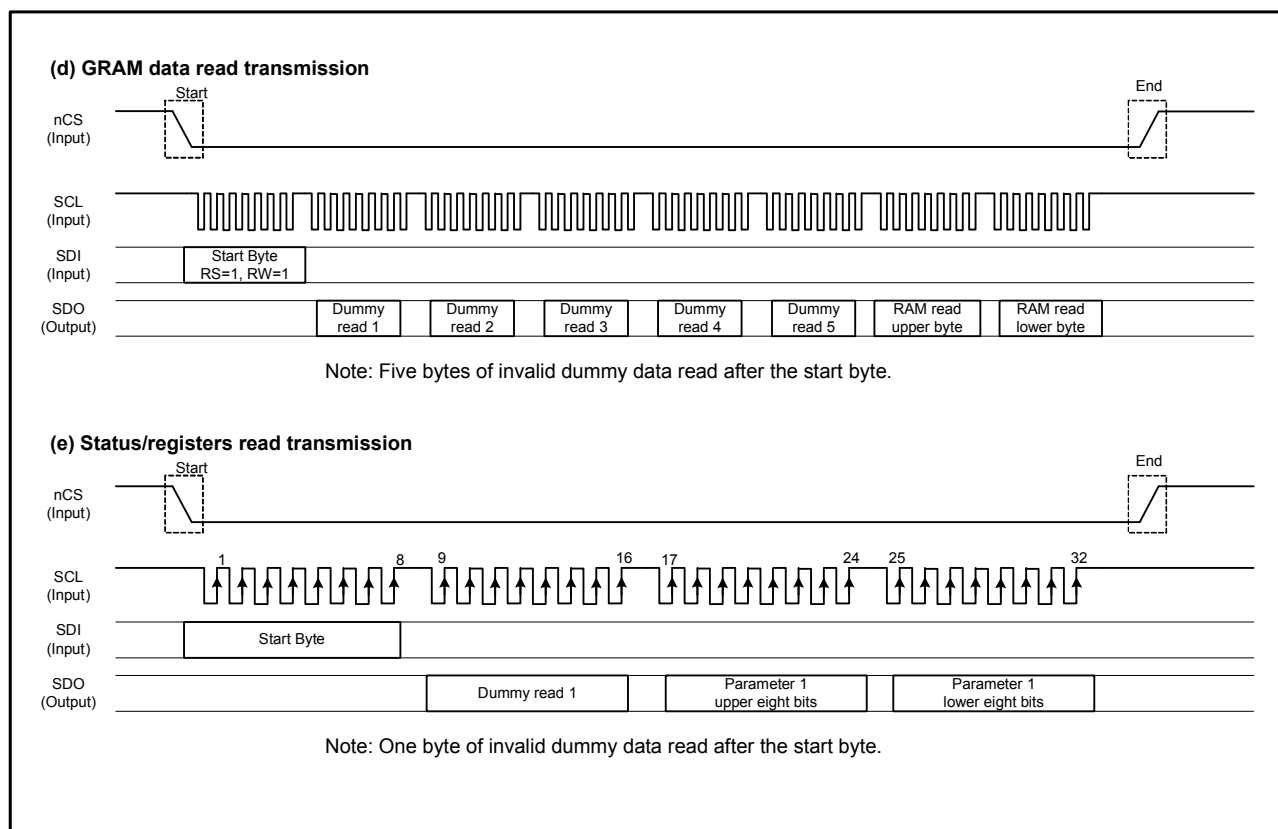 (d) GRAM data read transmission
Start
End
nCS
(Input)
SCL
(Input)
SDI
(Input)
Start Byte
RS=1, RW=1
SDO
(Output)
Dummy
read 1
Dummy
read 2
Dummy
read 3
Dummy
read 4
Dummy
read 5
RAM read
upper byte
RAM read
lower byte
Note: Five bytes of invalid dummy data read after the start byte.
(e) Status/registers read transmission
Start
End
nCS
(Input)
1
8
9
16
17
24
25
32
SCL
(Input)
SDI
(Input)
Start Byte
SDO
(Output)
Dummy read 1
Parameter 1
upper eight bits
Parameter 1
lower eight bits
Note: One byte of invalid dummy data read after the start byte.